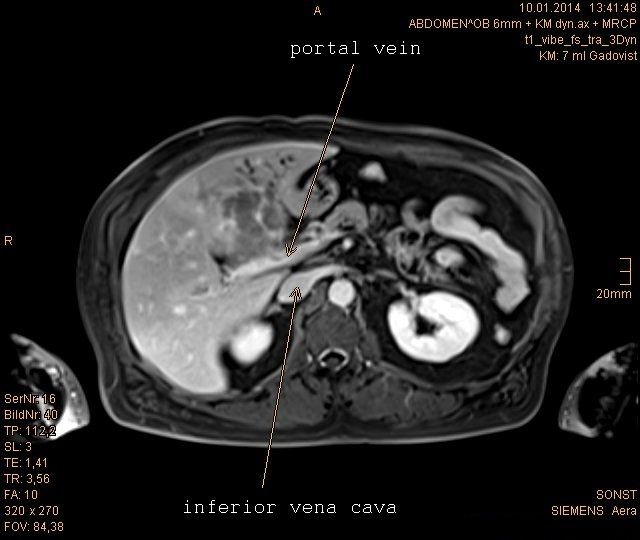 A
10.01.2014 13:41:48
ABDOMEN^OB 6mm + KM dyn.ax + MRCP
t1_vibe_fs_tra_3Dyn
KM: 7 ml Gadovist
portal vein
R
20mm
SerNr: 16
BildNr: 40
TP: 112,2
SL: 3
TE: 1,41
TR: 3,56
FA: 10
320 x 270
FOV: 84,38
inferior vena cava
SONST
SIEMENS Aera